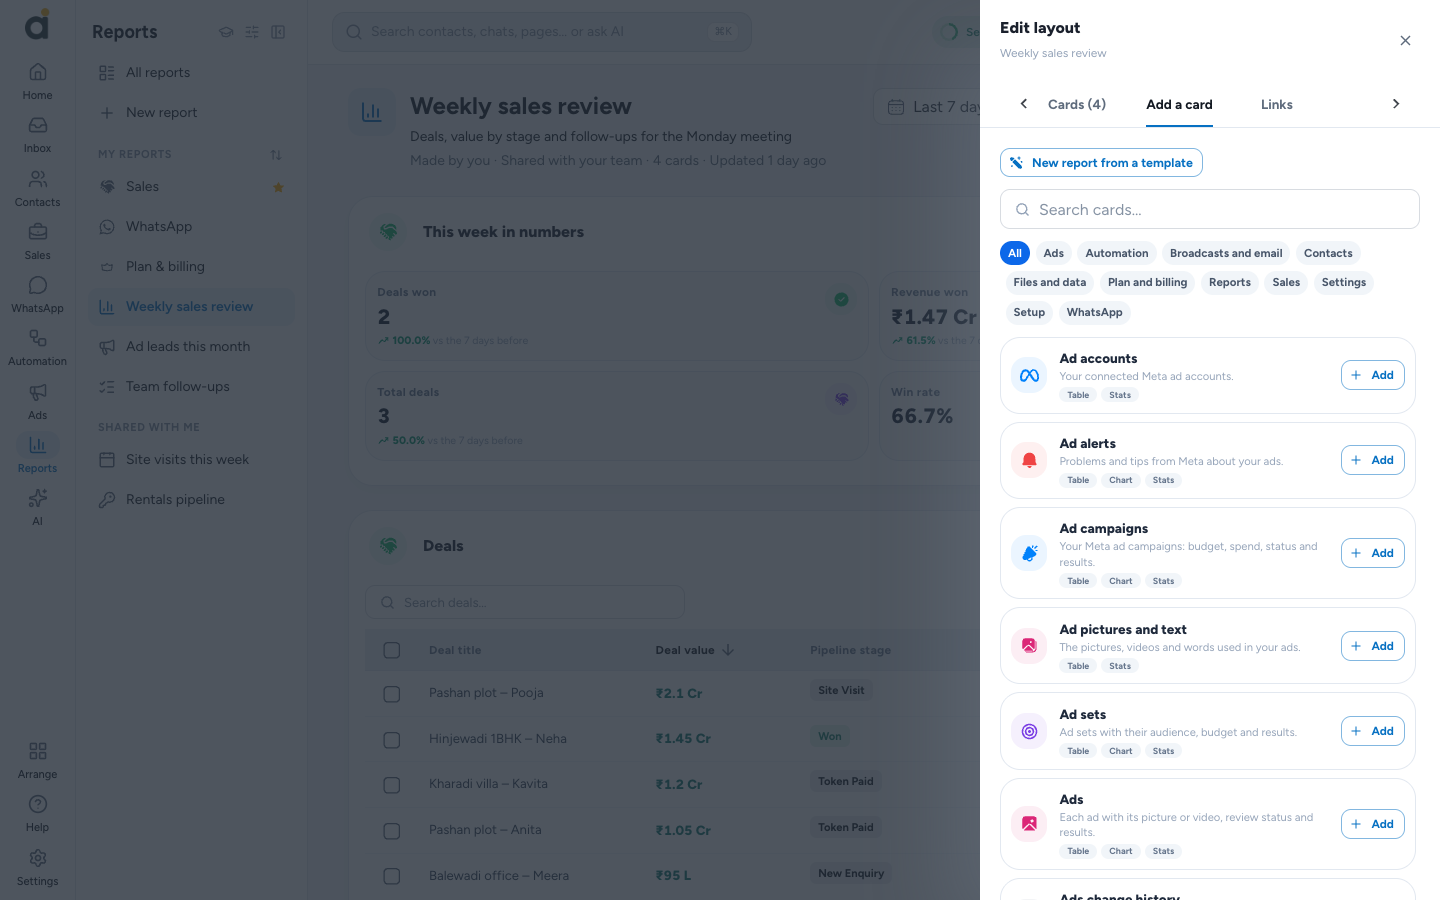 Reports
Search contacts, chats, pages... or ask AI
⌘K
Home
Inbox
Contacts
Sales
WhatsApp
Automation
Ads
Reports
AI
Arrange
Help
Settings
All reports
New report
MY REPORTS
Sales
WhatsApp
Plan & billing
Weekly sales review
Ad leads this month
Team follow-ups
SHARED WITH ME
Site visits this week
Rentals pipeline
Weekly sales review
Last 7 day
Deals, value by stage and follow-ups for the Monday meeting
Made by you · Shared with your team · 4 cards · Updated 1 day ago
This week in numbers
Deals won
2
100.0% vs the 7 days before
Revenue won
₹1.47 Cr
61.5% vs the 7
Total deals
3
50.0% vs the 7 days before
Win rate
66.7%
Deals
Search deals...
Deal title Deal value Pipeline stage
Pashan plot – Pooja ₹2.1 Cr Site Visit
Hinjewadi 1BHK – Neha ₹1.45 Cr Won
Kharadi villa – Kavita ₹1.2 Cr Token Paid
Pashan plot – Anita ₹1.05 Cr Token Paid
Balewadi office – Meera ₹95 L New Enquiry
Edit layout
Weekly sales review
Cards (4) Add a card Links
New report from a template
Search cards...
All Ads Automation Broadcasts and email Contacts
Files and data Plan and billing Reports Sales Settings
Setup WhatsApp
Ad accounts
Your connected Meta ad accounts.
Table Stats
Add
Ad alerts
Problems and tips from Meta about your ads.
Table Chart Stats
Add
Ad campaigns
Your Meta ad campaigns: budget, spend, status and
results.
Table Chart Stats
Add
Ad pictures and text
The pictures, videos and words used in your ads.
Table Stats
Add
Ad sets
Ad sets with their audience, budget and results.
Table Chart Stats
Add
Ads
Each ad with its picture or video, review status and
results.
Table Chart Stats
Add
Ads change history